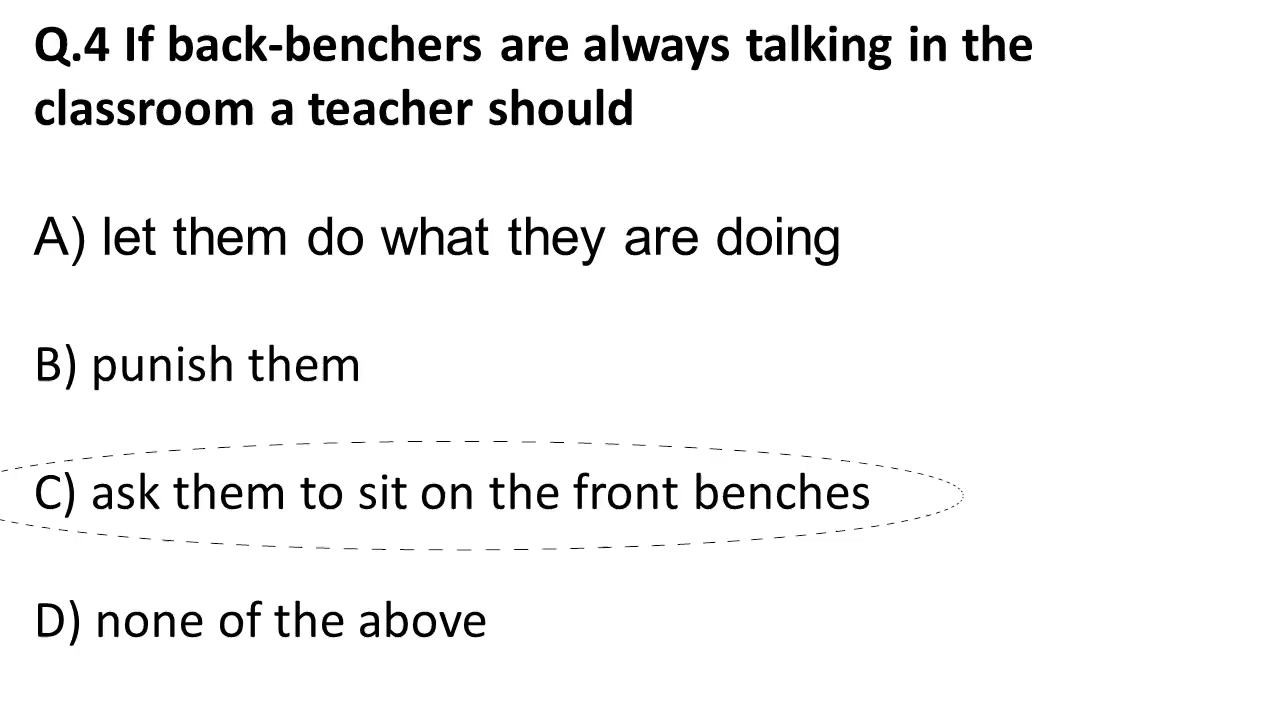 Q.4 If back-benchers are always talking in the
classroom a teacher should
A) let them do what they are doing
B) punish them
C) ask them to sit on the front benches
D) none of the above